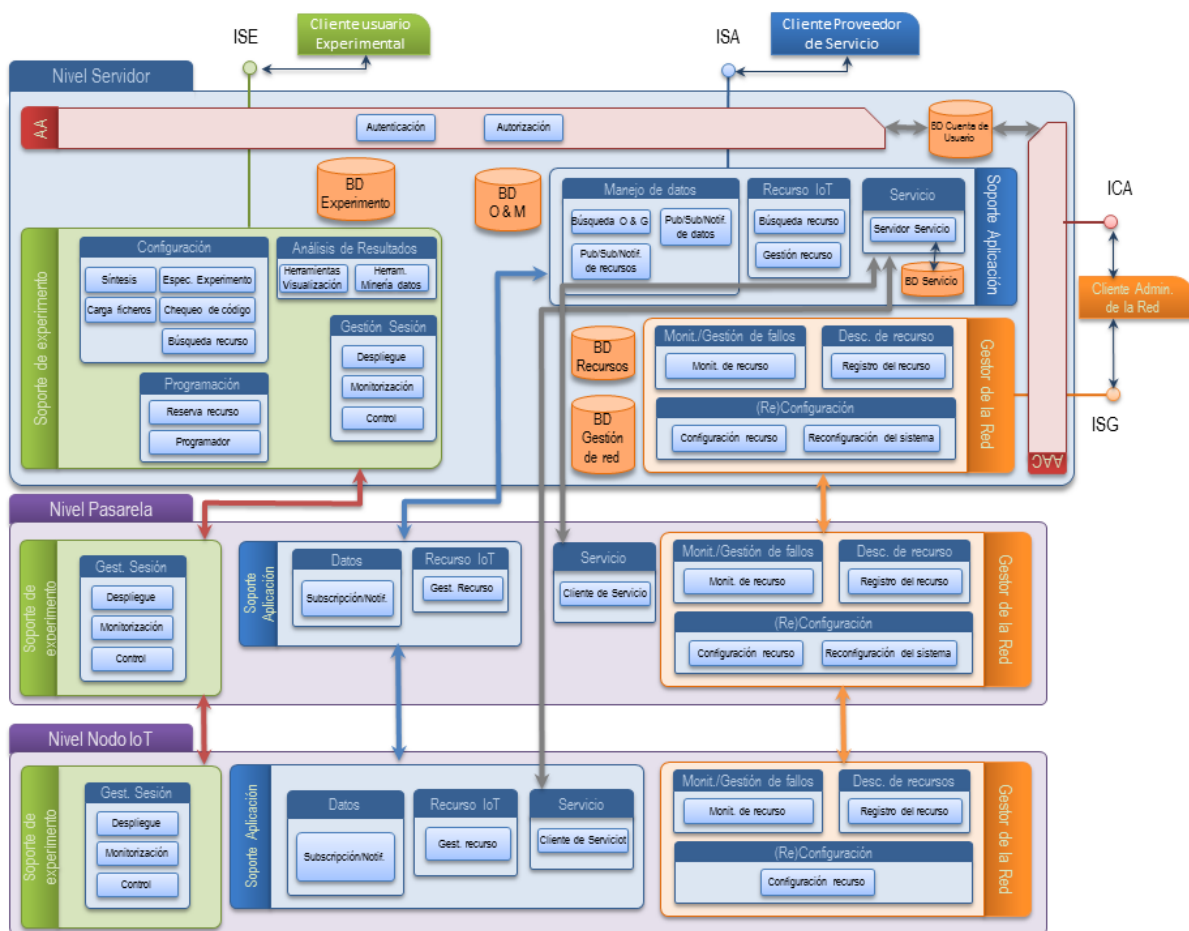 ISE
Cliente usuario
Experimental
ISA
Cliente Proveedor
de Servicio
Nivel Servidor
AA
Autenticación
Autorización
BD Cuenta de
Usuario
BD
Experimento
BD
O & M
Manejo de datos
Búsqueda O & G
Pub/Sub/Notif.
de datos
Pub/Sub/Notif.
de recursos
Recurso IoT
Búsqueda recurso
Gestión recurso
Servicio
Servidor Servicio
BD Servicio
Soporte Aplicación
ICA
Cliente Admin.
de la Red
ISG
AAC
Soporte de experimento
Configuración
Síntesis
Espec. Experimento
Carga ficheros
Chequeo de código
Búsqueda recurso
Análisis de Resultados
Herramientas
Visualización
Herram.
Minería datos
Gestión Sesión
Despliegue
Monitorización
Control
Programación
Reserva recurso
Programador
BD
Recursos
BD
Gestión
de red
Monit./Gestión de fallos
Monit. de recurso
Desc. de recurso
Registro del recurso
(Re)Configuración
Configuración recurso
Reconfiguración del sistema
Gestor de la Red
Nivel Pasarela
Soporte de
experimento
Gest. Sesión
Despliegue
Monitorización
Control
Soporte
Aplicación
Datos
Subscripción/Notif.
Recurso IoT
Gest. Recurso
Servicio
Cliente de Servicio
Monit./Gestión de fallos
Monit. de recurso
Desc. de recurso
Registro del recurso
(Re)Configuración
Configuración recurso
Reconfiguración del sistema
Gestor de la Red
Nivel Nodo IoT
Soporte de
experimento
Gest. Sesión
Despliegue
Monitorización
Control
Soporte Aplicación
Datos
Subscripción/Notif.
Recurso IoT
Gest. recurso
Servicio
Cliente de Serviciot
Monit./Gestión de fallos
Monit. de recurso
Desc. de recursos
Registro del recurso
(Re)Configuración
Configuración recurso
Gestor de la Red